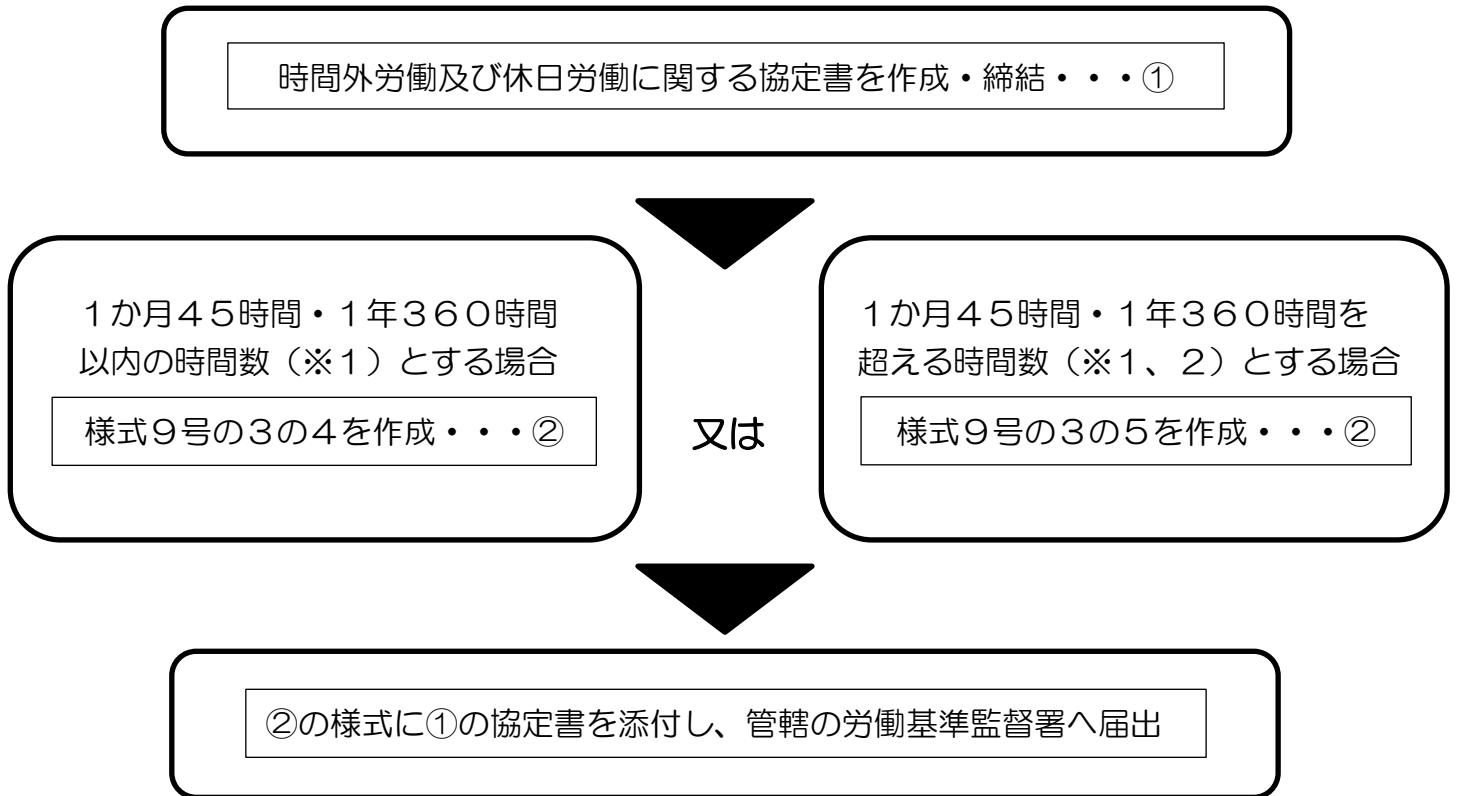 時間外労働及び休日労働に関する協定書を作成・締結・・・①
1か月45時間・1年360時間
以内の時間数(※1)とする場合
様式9号の3の4を作成・・・②
又は
1か月45時間・1年360時間を
超える時間数(※1、2)とする場合
様式9号の3の5を作成・・・②
②の様式に①の協定書を添付し、管轄の労働基準監督署へ届出